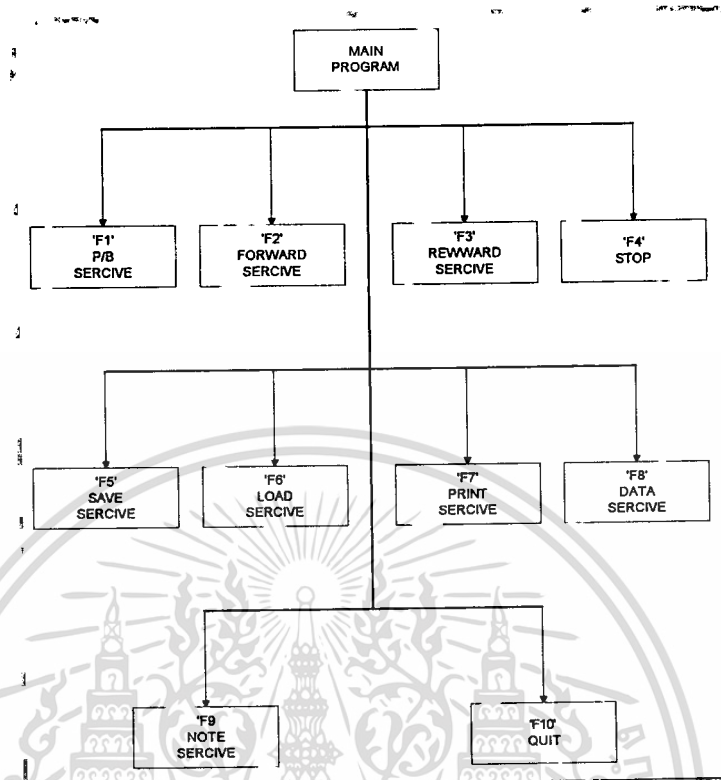 MAIN
PROGRAM
'F1'
P/B
SERCIVE
'F2'
FORWARD
SERCIVE
'F3'
REWWARD
SERCIVE
'F4'
STOP
'F5'
SAVE
SERCIVE
'F6'
LOAD
SERCIVE
'F7'
PRINT
SERCIVE
'F8'
DATA
SERCIVE
'F9
NOTE
SERCIVE
'F10'
QUIT